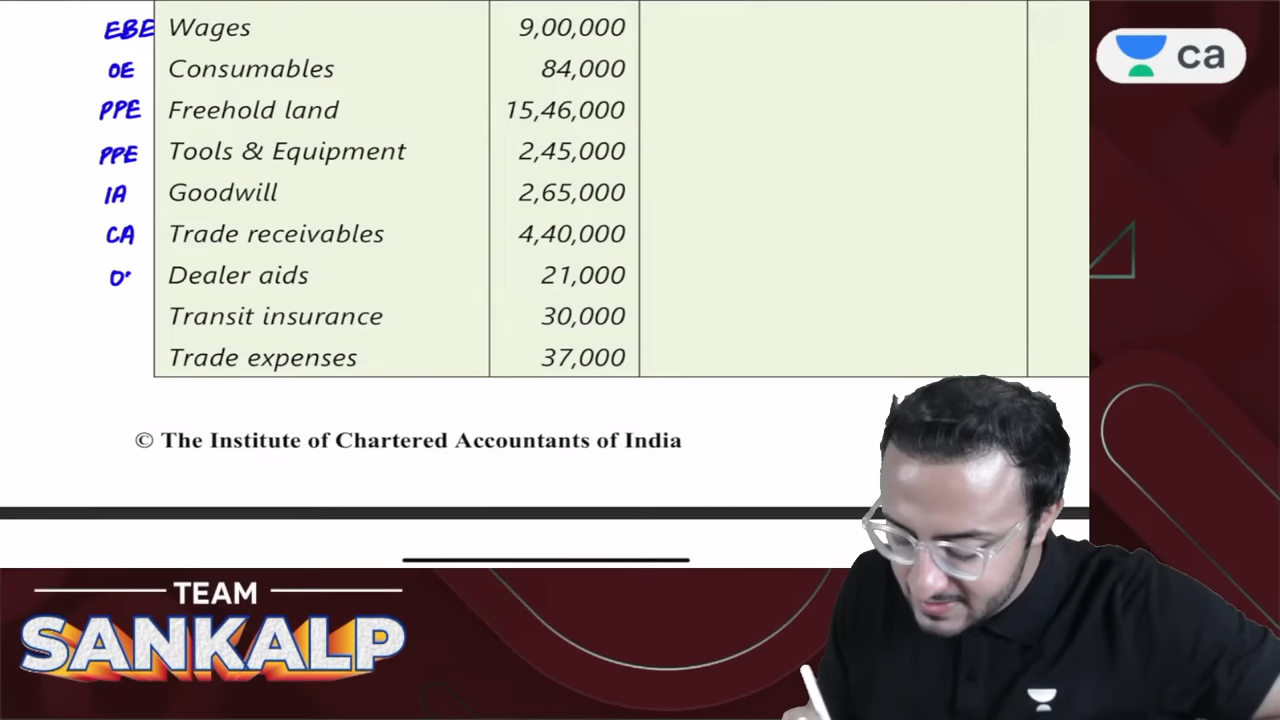 EBE Wages 9,00,000
OE Consumables 84,000
PPE Freehold land 15,46,000
PPE Tools & Equipment 2,45,000
IA Goodwill 2,65,000
CA Trade receivables 4,40,000
Dealer aids 21,000
Transit insurance 30,000
Trade expenses 37,000
© The Institute of Chartered Accountants of India
ca
TEAM
SANKALP